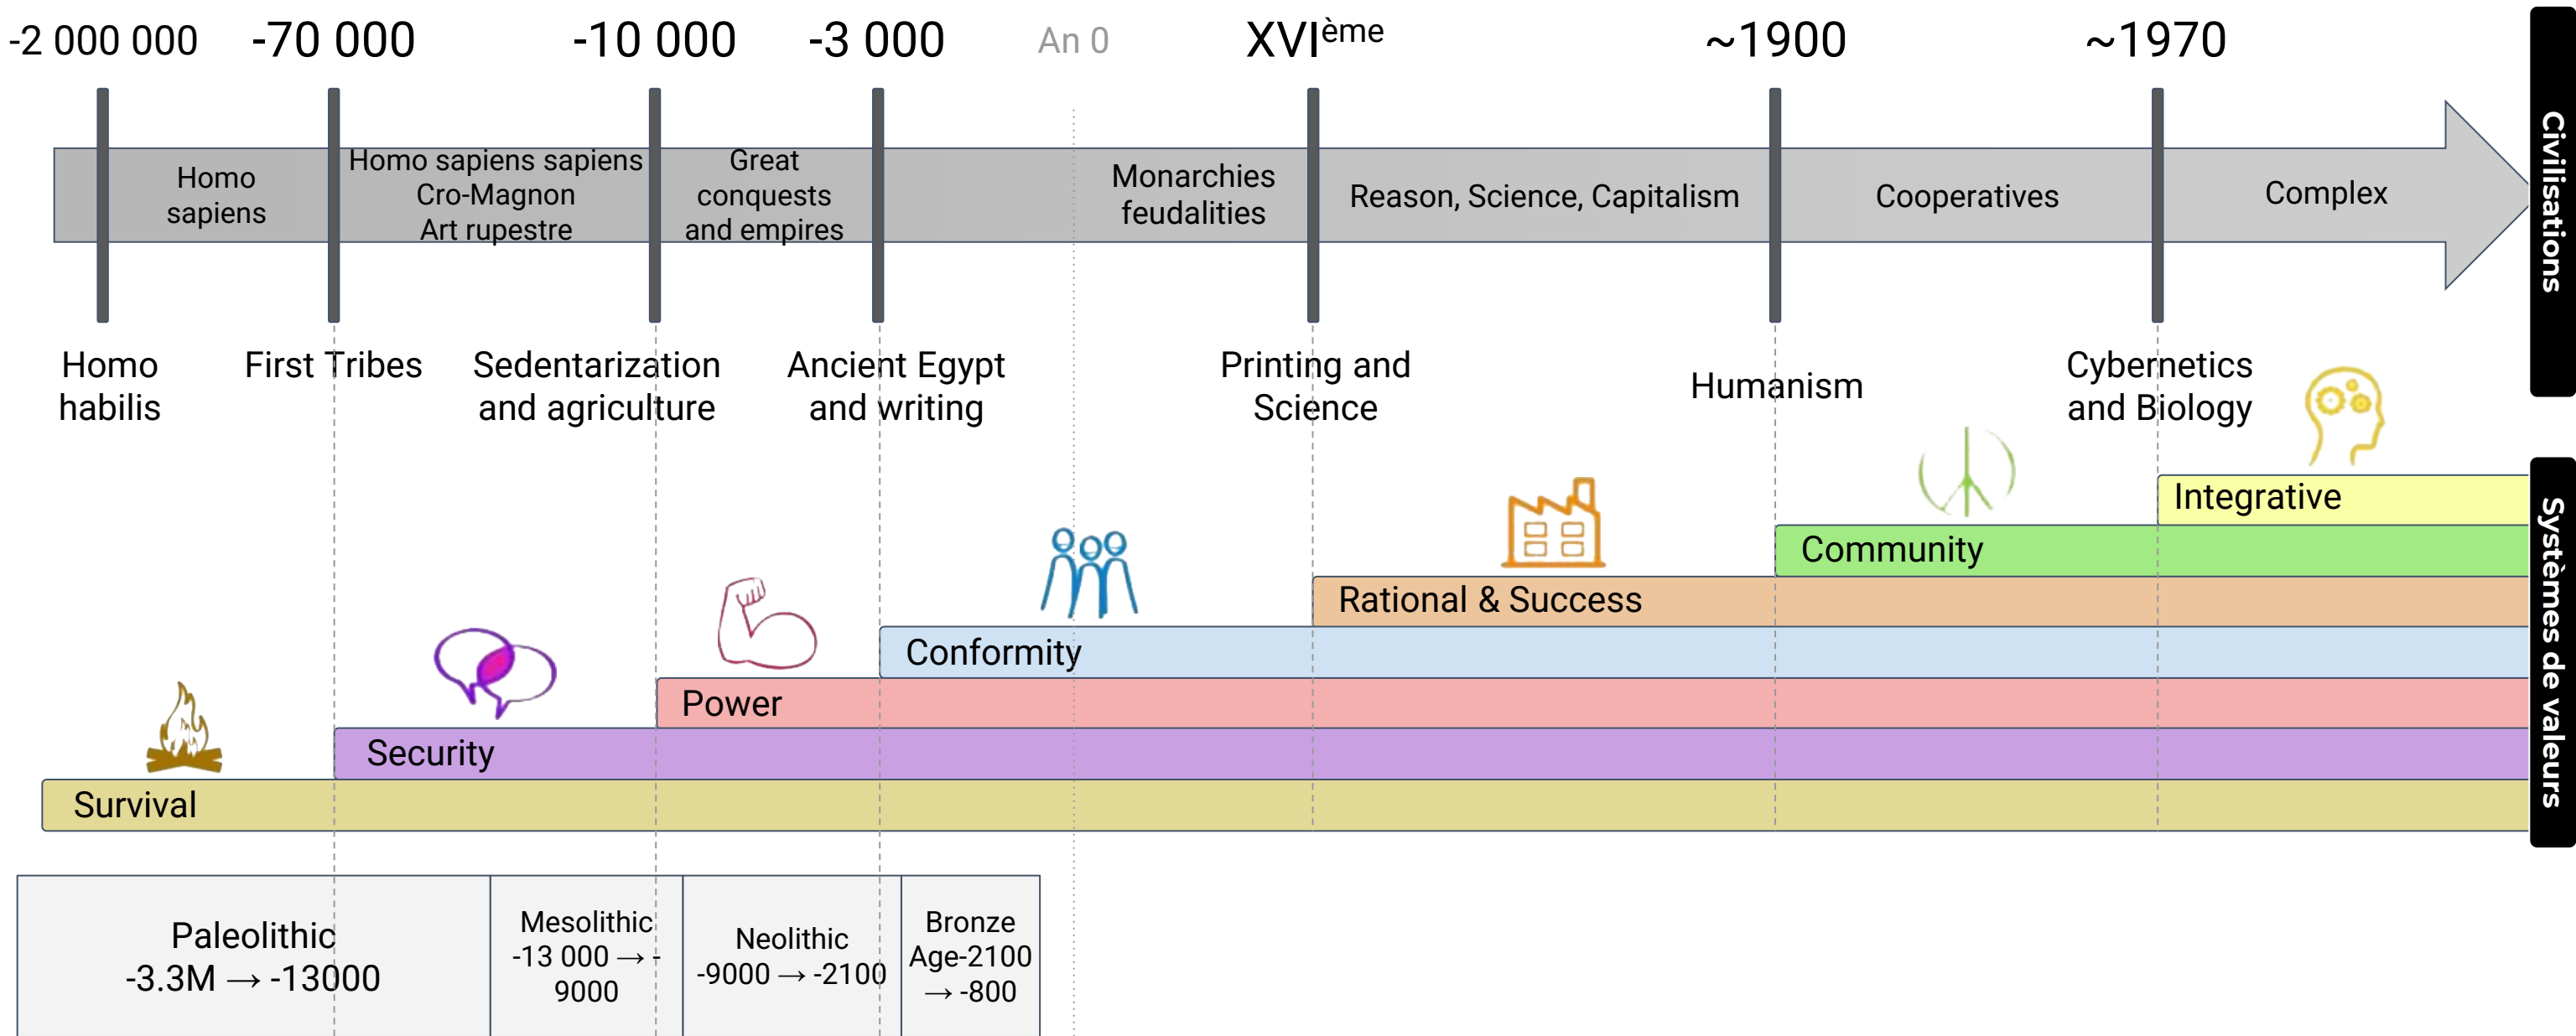 -2 000 000
-70 000
-10 000
-3 000
An 0
XVIème
~1900
~1970
Homo
sapiens
Homo sapiens sapiens
Cro-Magnon
Art rupestre
Great
conquests
and empires
Monarchies
feudalities
Reason, Science, Capitalism
Cooperatives
Complex
Civilisations
Homo
habilis
First Tribes
Sedentarization
and agriculture
Ancient Egypt
and writing
Printing and
Science
Humanism
Cybernetics
and Biology
Integrative
Community
Rational & Success
Conformity
Power
Security
Survival
Systèmes de valeurs
Paleolithic
-3.3M → -13000
Mesolithic
-13 000 → -
9000
Neolithic
-9000 → -2100
Bronze
Age-2100
→ -800